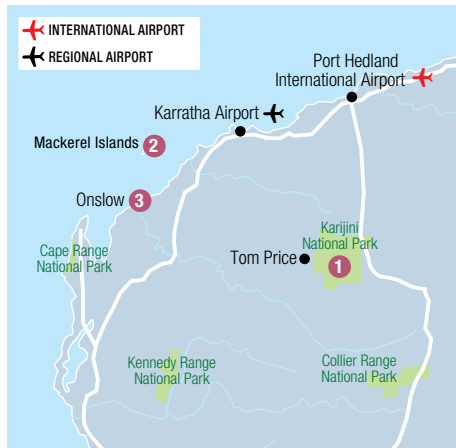 INTERNATIONAL AIRPORT
REGIONAL AIRPORT
Port Hedland
International Airport
Karratha Airport
Mackerel Islands
2
Onslow
3
Cape Range
National Park
Karijini
National Park
Tom Price
1
Kennedy Range
National Park
Collier Range
National Park